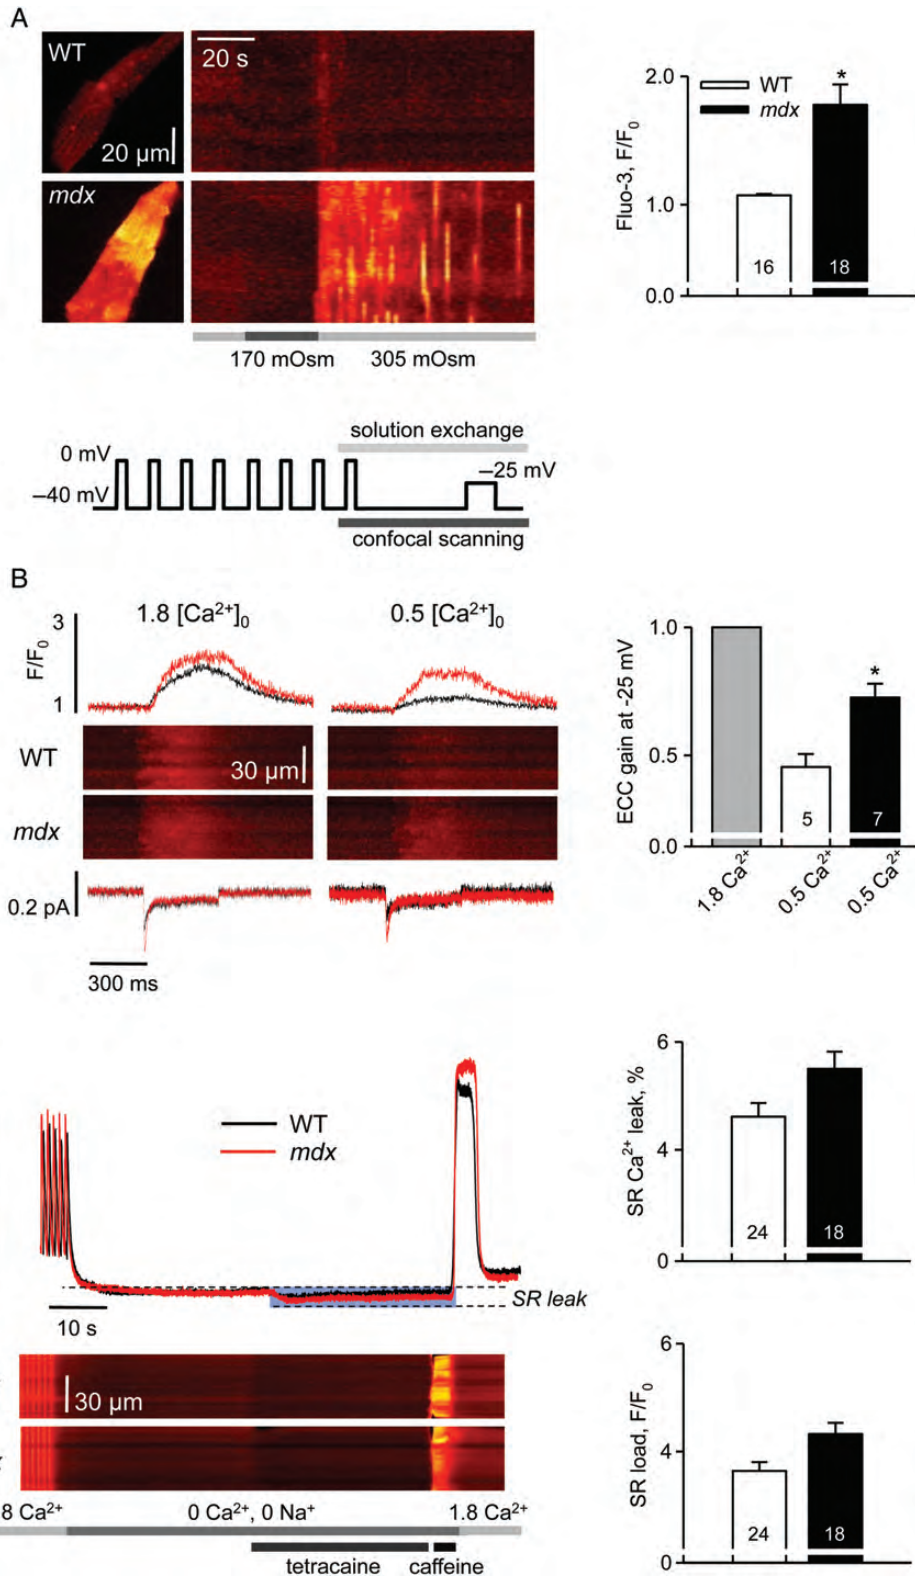 A
WT
20 s
20 µm
mdx
170 mOsm
305 mOsm
2.0
1.0
0.0
Fluo-3, F/F0
WT
mdx
*
16
18
solution exchange
0 mV
–25 mV
–40 mV
confocal scanning
B
1.8 [Ca2+]0
0.5 [Ca2+]0
3
F/F0
1
WT
30 µm
mdx
0.2 pA
300 ms
1.0
0.5
0.0
ECC gain at -25 mV
*
5
7
1.8 Ca2+
0.5 Ca2+
0.5 Ca2+
WT
mdx
SR leak
10 s
30 µm
8 Ca2+
0 Ca2+, 0 Na+
1.8 Ca2+
tetracaine
caffeine
6
4
0
SR Ca2+ leak, %
24
18
6
4
0
SR load, F/F0
24
18